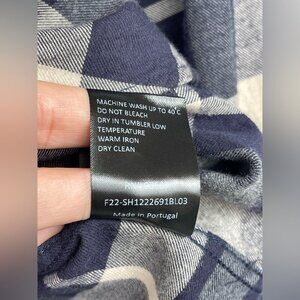 MACHINE WASH UP TO 40°C
DO NOT BLEACH
DRY IN TUMBLER LOW
TEMPERATURE
WARM IRON
DRY CLEAN
F22-SH1222691BL03
Made in Portugal